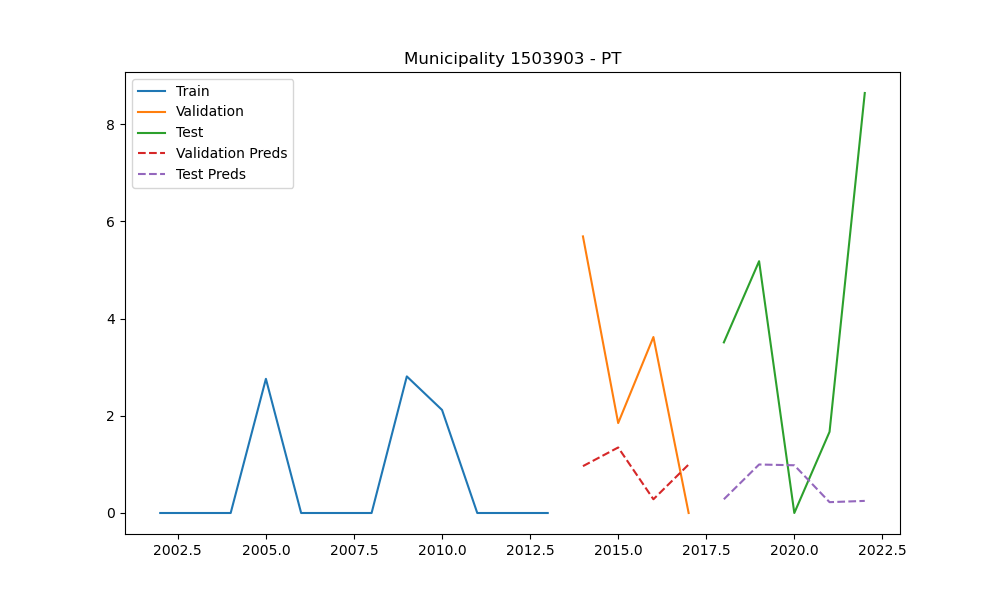 Municipality 1503903 - PT
Train
Validation
Test
Validation Preds
Test Preds
8
6
4
2
0
2002.5 2005.0 2007.5 2010.0 2012.5 2015.0 2017.5 2020.0 2022.5